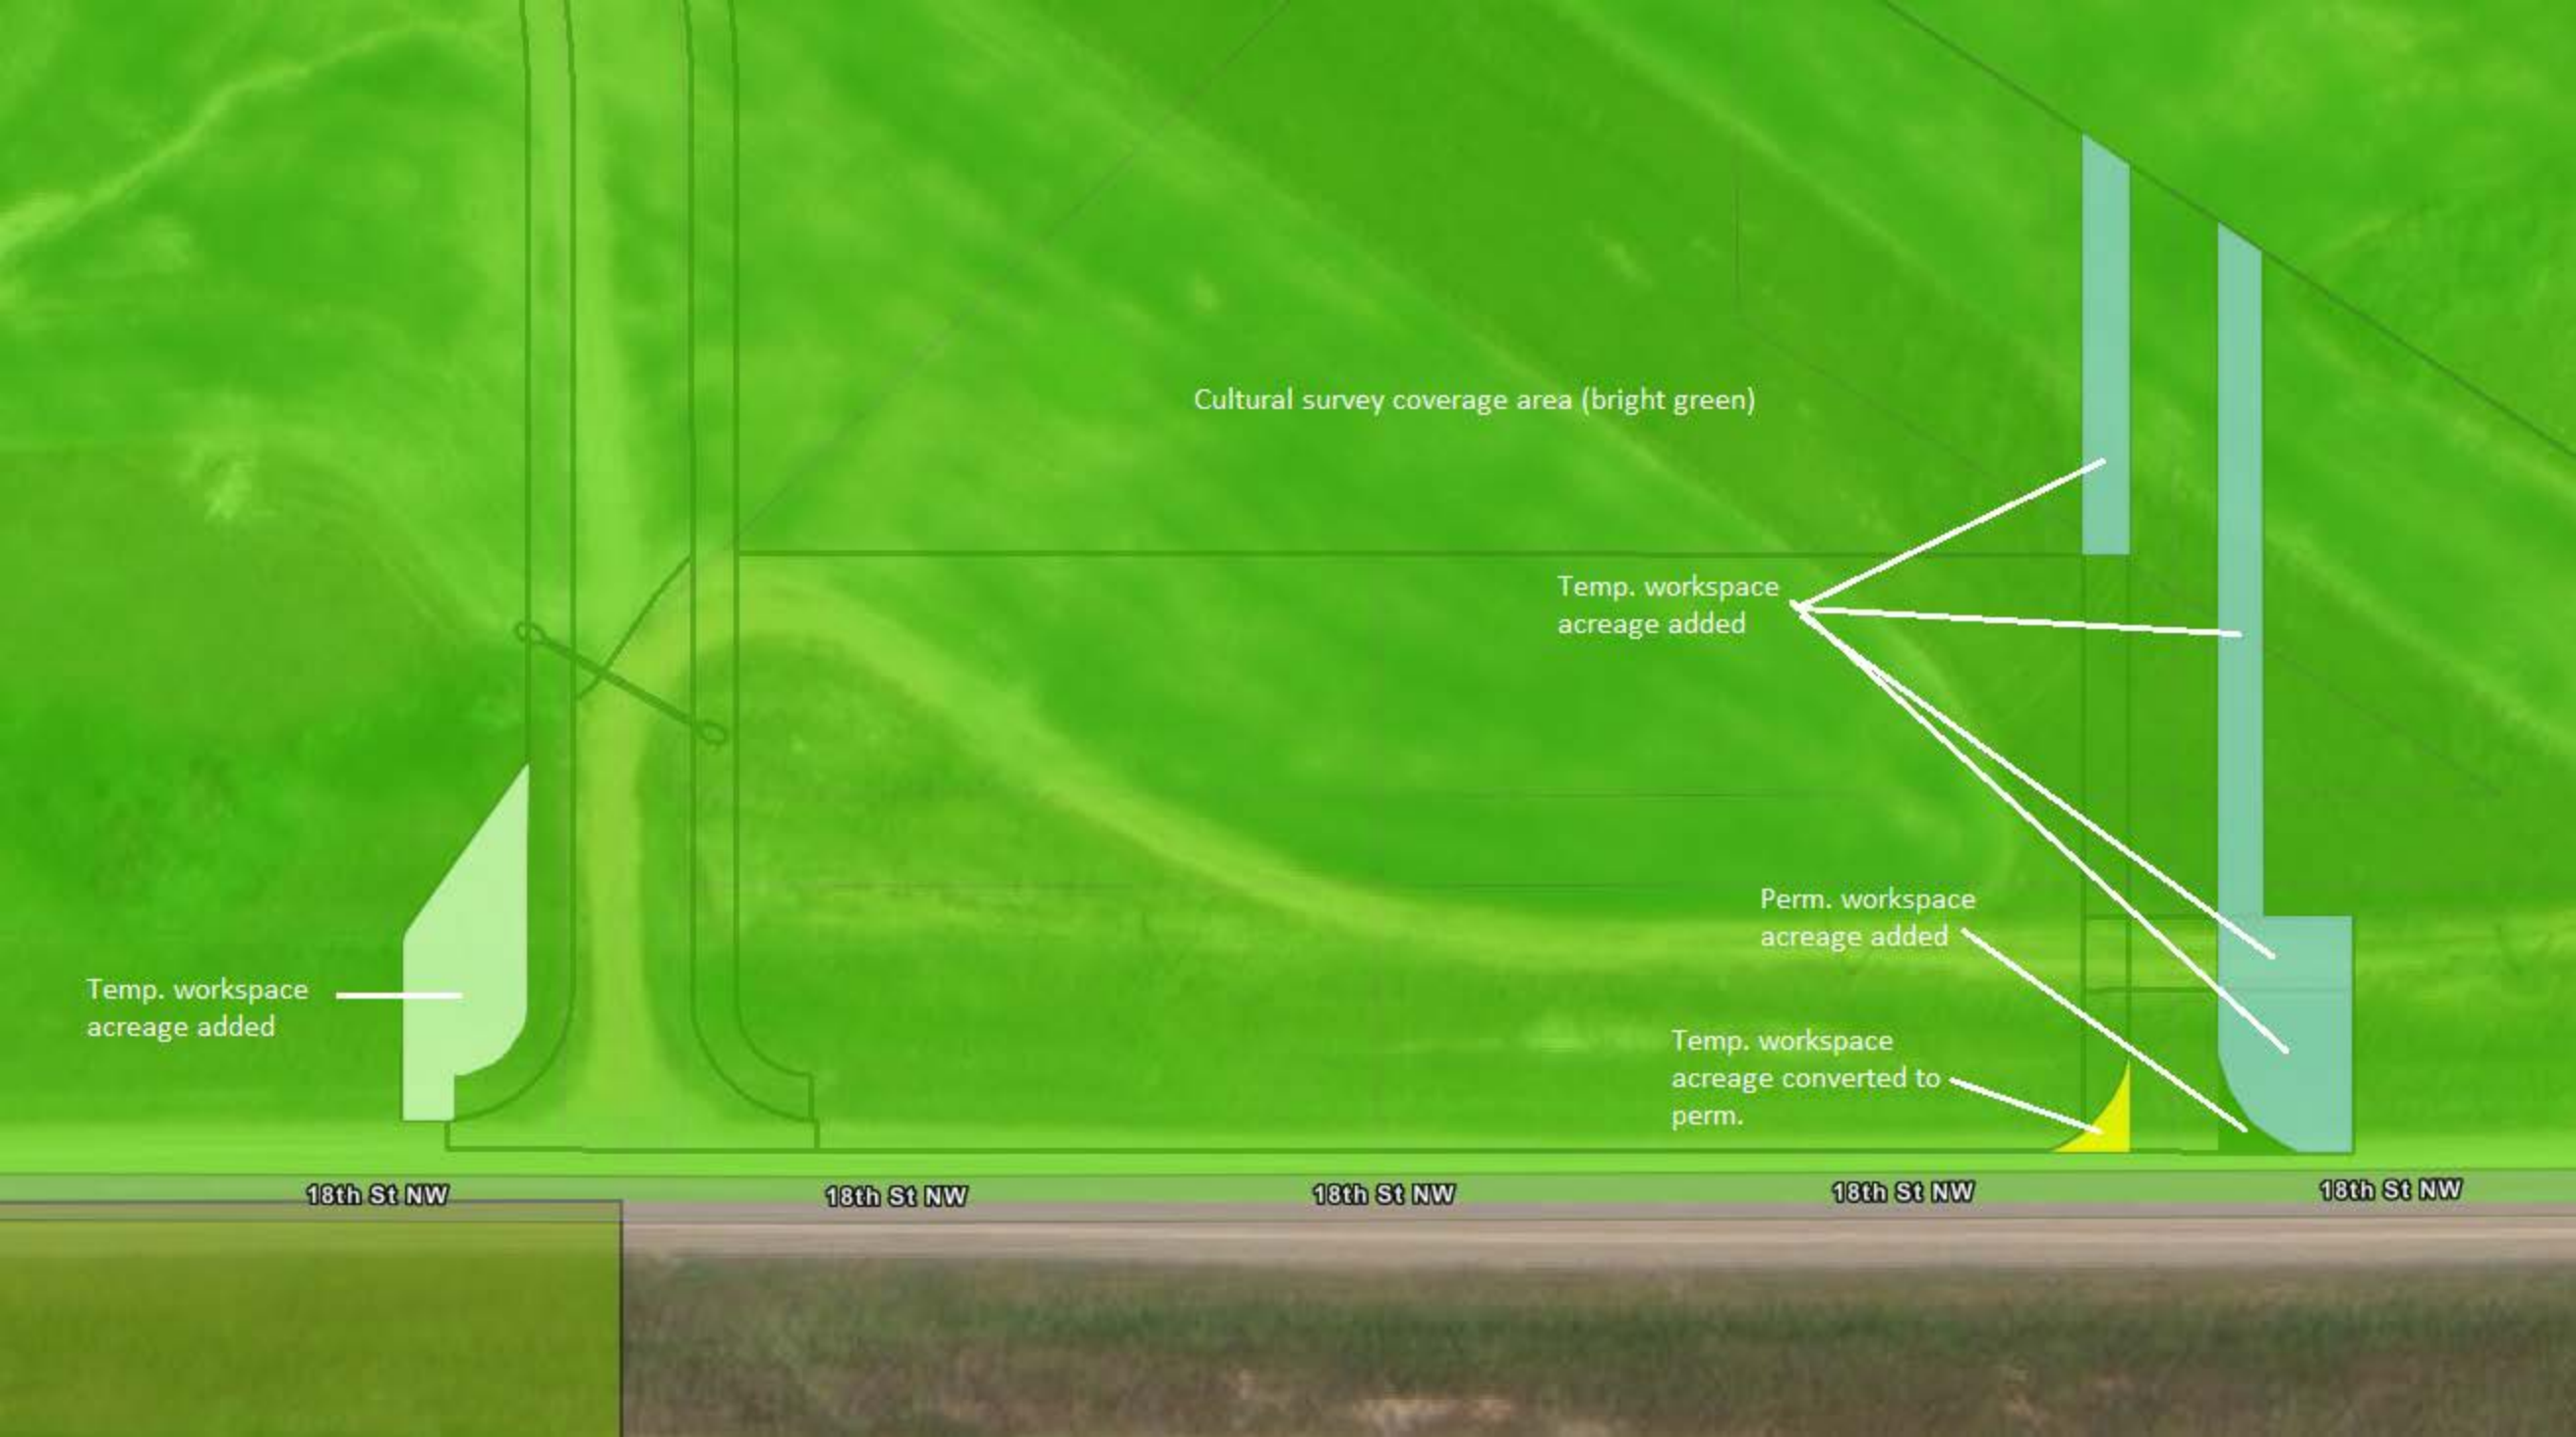 Cultural survey coverage area (bright green)
Temp. workspace
acreage added
Perm. workspace
acreage added
Temp. workspace
acreage added
Temp. workspace
acreage converted to
perm.
18th St NW
18th St NW
18th St NW
18th St NW
18th St NW